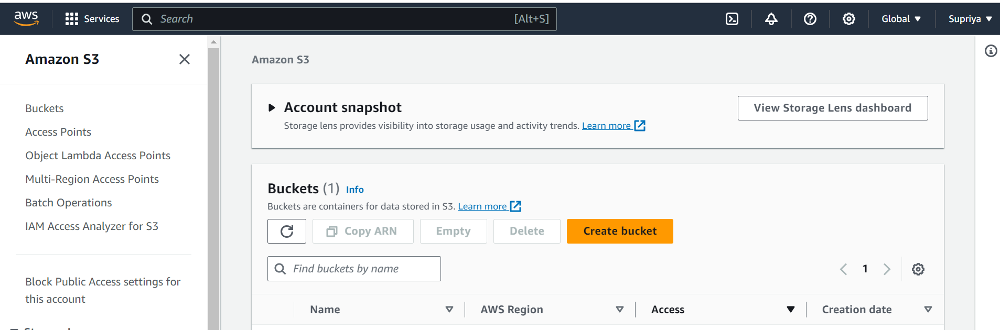 aws Services Search [Alt+S] Global Supriya
Amazon S3
Buckets
Access Points
Object Lambda Access Points
Multi-Region Access Points
Batch Operations
IAM Access Analyzer for S3
Block Public Access settings for
this account
Amazon S3
Account snapshot
View Storage Lens dashboard
Storage lens provides visibility into storage usage and activity trends. Learn more
Buckets (1) Info
Buckets are containers for data stored in S3. Learn more
Copy ARN Empty Delete Create bucket
Find buckets by name
1
Name AWS Region Access Creation date